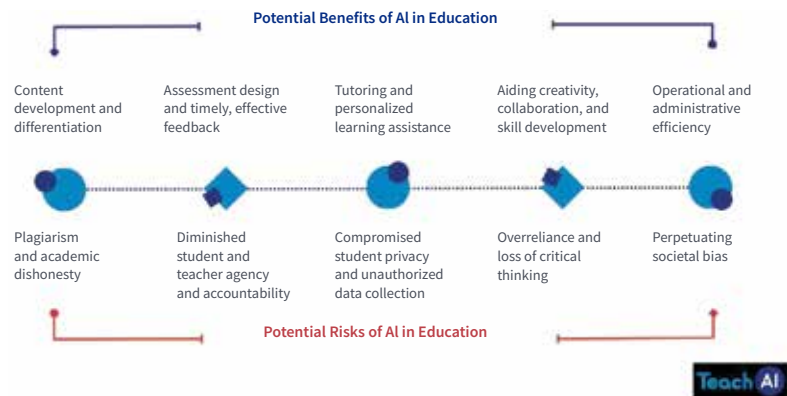 Potential Benefits of AI in Education
Content
development and
differentiation
Assessment design
and timely, effective
feedback
Tutoring and
personalized
learning assistance
Aiding creativity,
collaboration, and
skill development
Operational and
administrative
efficiency
Plagiarism
and academic
dishonesty
Diminished
student and
teacher agency
and accountability
Compromised
student privacy
and unauthorized
data collection
Overreliance and
loss of critical
thinking
Perpetuating
societal bias
Potential Risks of AI in Education
Teach AI